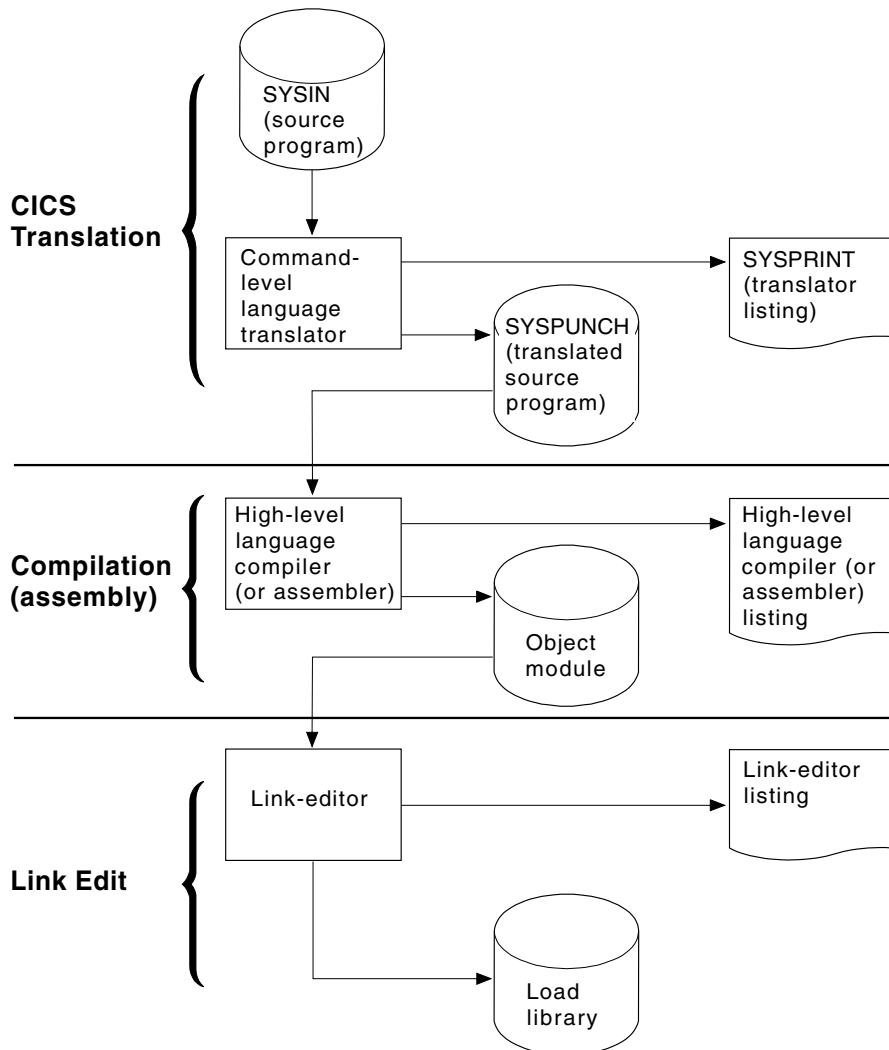 SYSIN
(source
program)
CICS
Translation
Command-
level
language
translator
SYSPRINT
(translator
listing)
SYSPUNCH
(translated
source
program)
Compilation
(assembly)
High-level
language
compiler
(or assembler)
High-level
language
compiler (or
assembler)
listing
Object
module
Link Edit
Link-editor
Link-editor
listing
Load
library